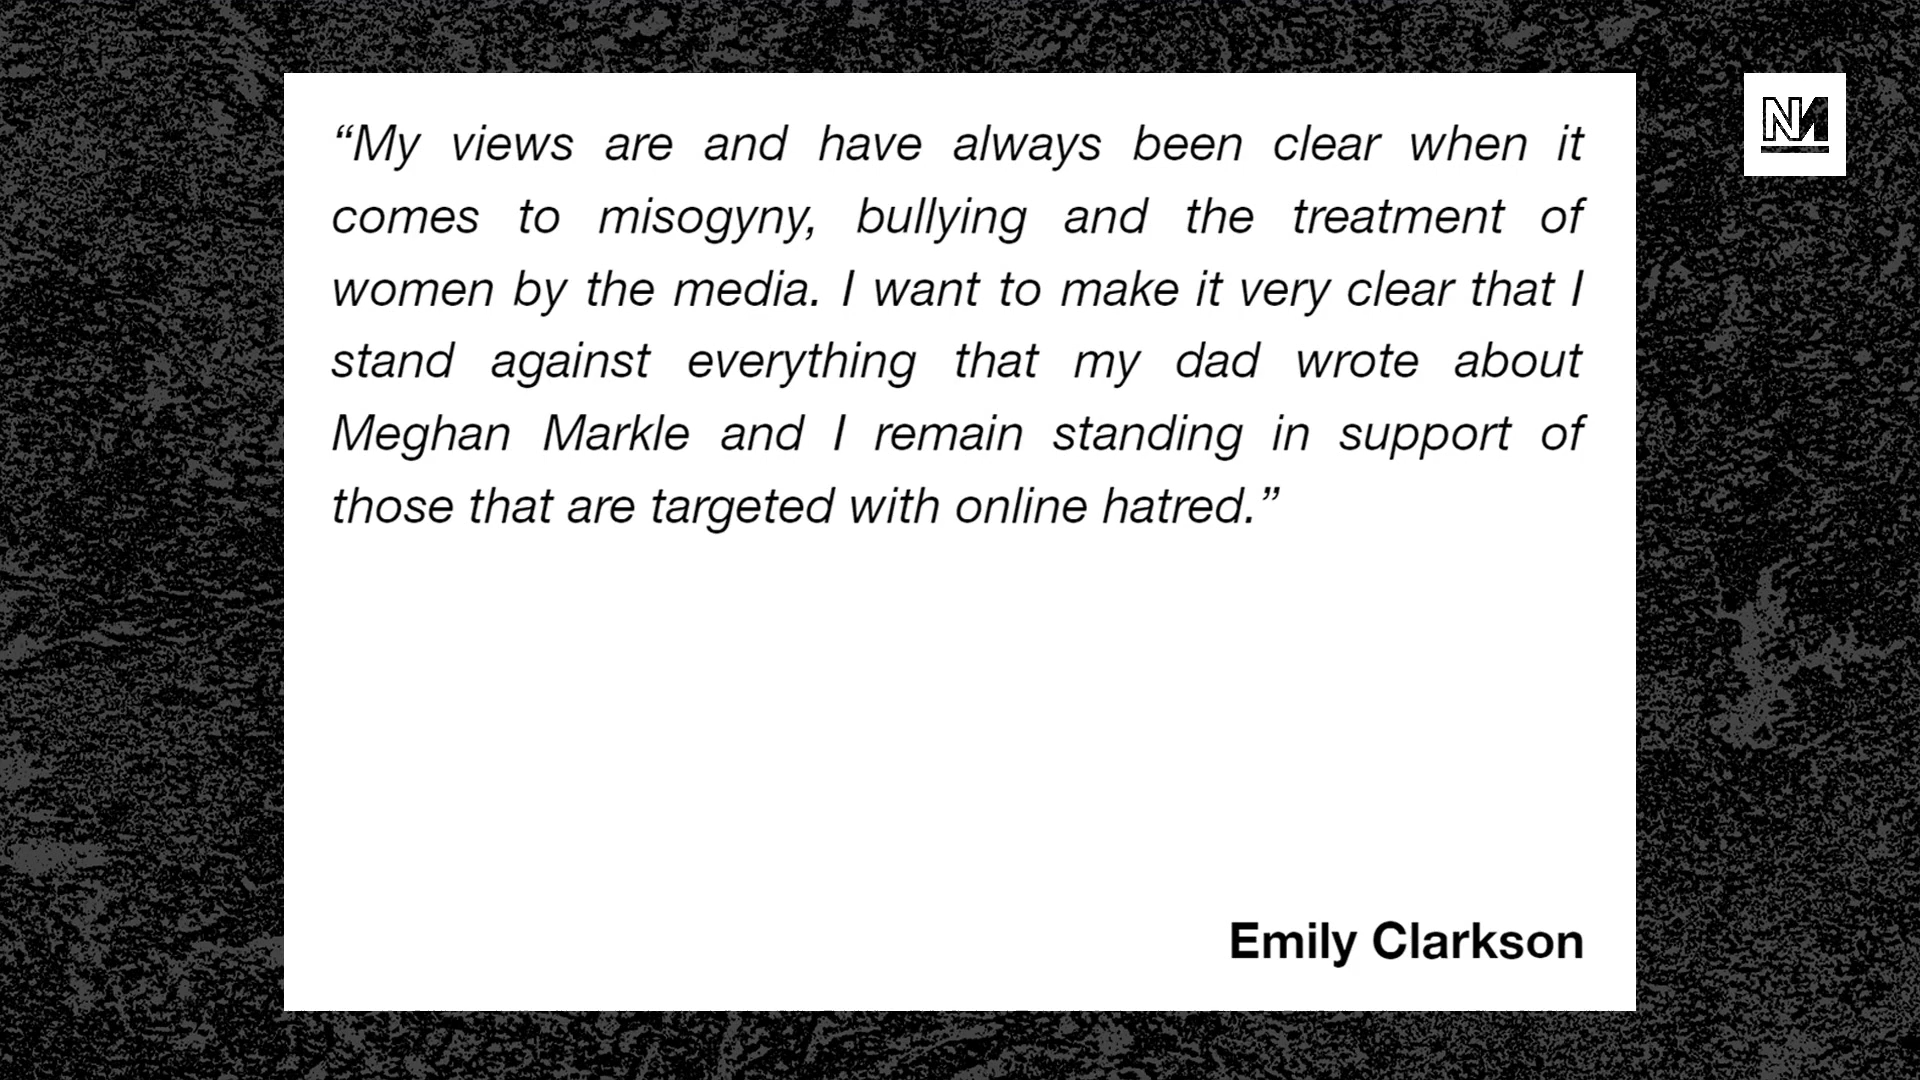 “My views are and have always been clear when it
comes to misogyny, bullying and the treatment of
women by the media. I want to make it very clear that I
stand against everything that my dad wrote about
Meghan Markle and I remain standing in support of
those that are targeted with online hatred.”
Emily Clarkson